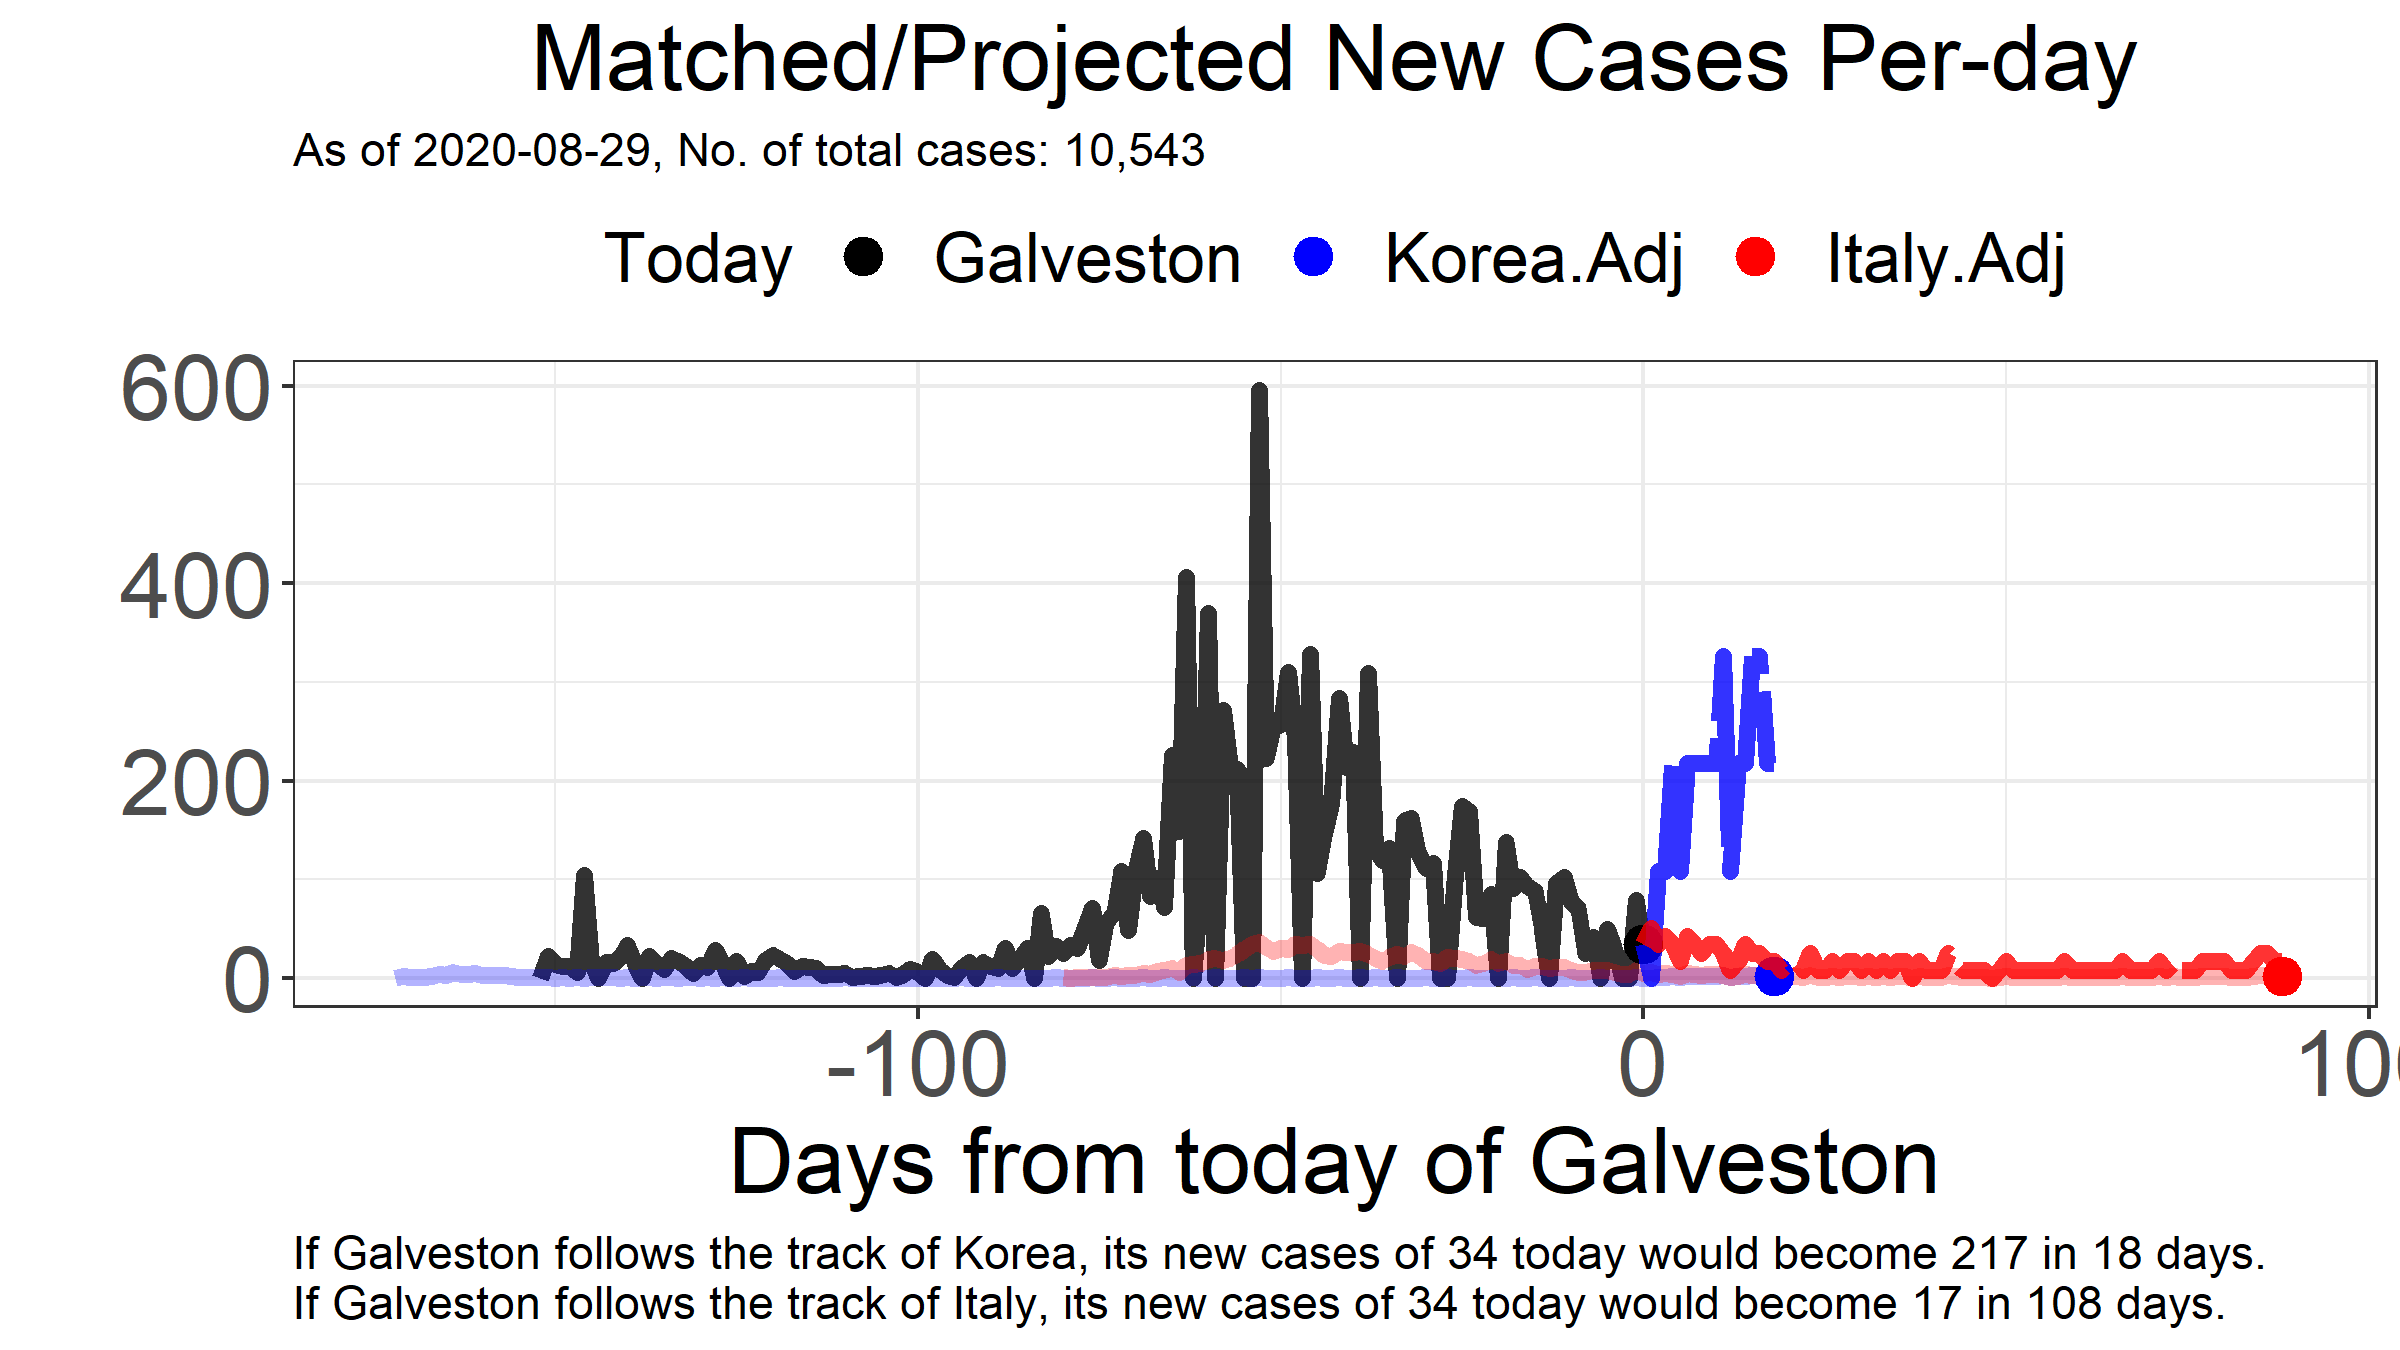 Matched/Projected New Cases Per-day
As of 2020-08-29, No. of total cases: 10,543
Today Galveston Korea.Adj Italy.Adj
600
400
200
0
-100 0 100
Days from today of Galveston
If Galveston follows the track of Korea, its new cases of 34 today would become 217 in 18 days.
If Galveston follows the track of Italy, its new cases of 34 today would become 17 in 108 days.